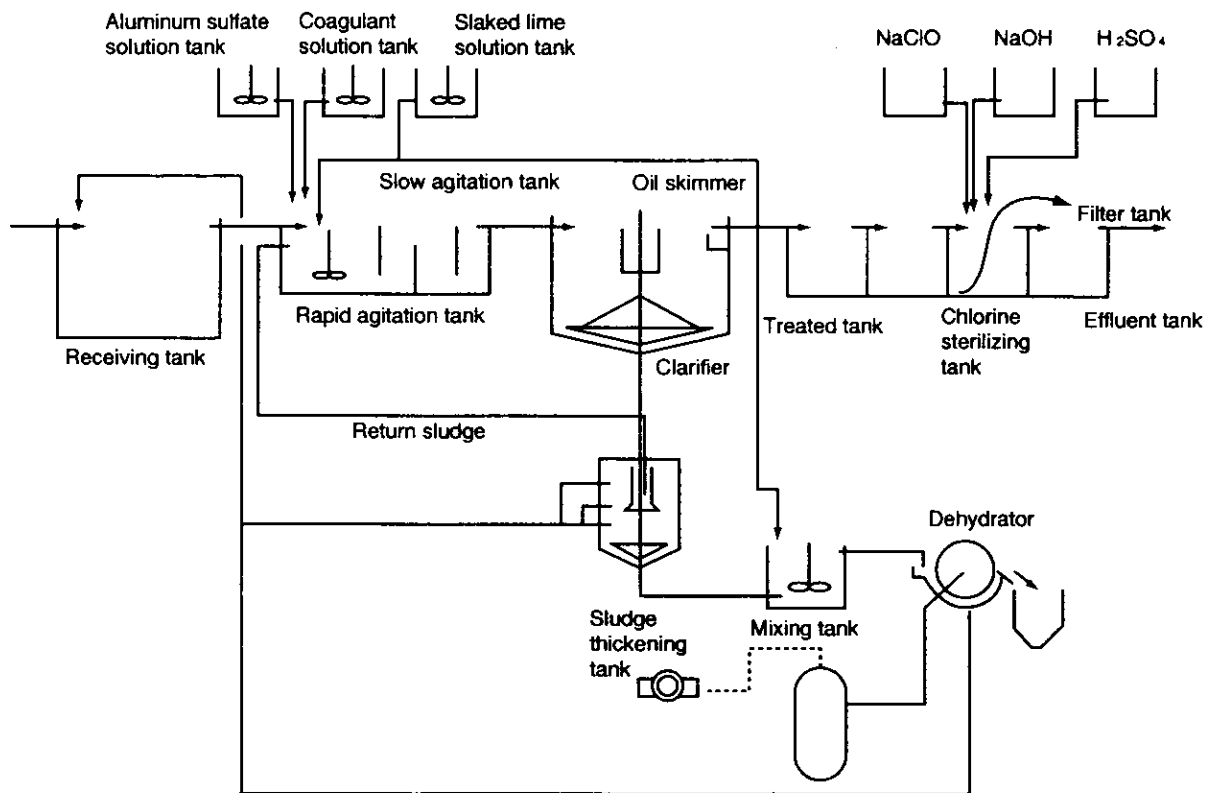 Aluminum sulfate
solution tank
Coagulant
solution tank
Slaked lime
solution tank
NaClO
NaOH
H₂SO₄
Slow agitation tank
Oil skimmer
Filter tank
Rapid agitation tank
Receiving tank
Clarifier
Treated tank
Chlorine
sterilizing
tank
Effluent tank
Return sludge
Dehydrator
Sludge
thickening
tank
Mixing tank